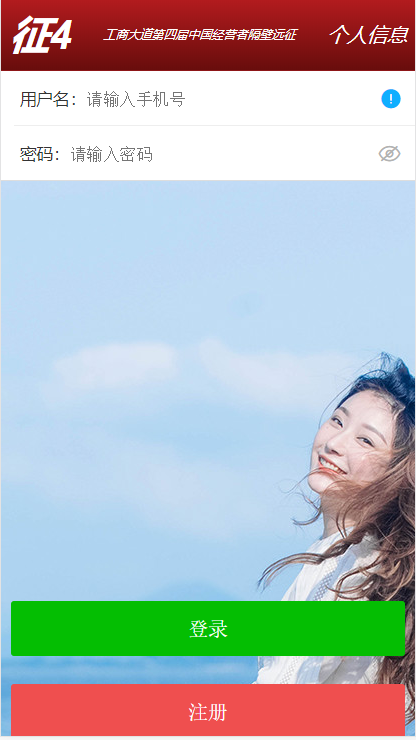 征4
工商大道第四届中国经营者隔壁远征
个人信息
用户名：请输入手机号
密码：请输入密码
登录
注册